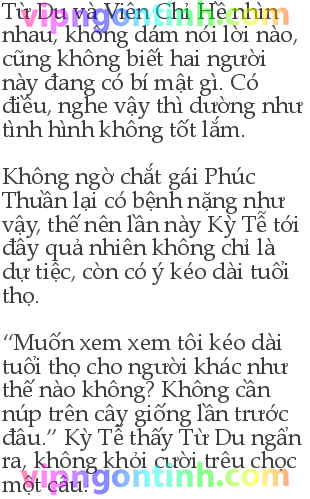 Từ Du và Viên Chỉ Hề nhìn
nhau, không dám nói lời nào,
cũng không biết hai người
này đang có bí mật gì. Có
điều, nghe vậy thì dường như
tình hình không tốt lắm.
Không ngờ chắt gái Phúc
Thuần lại có bệnh nặng như
vậy, thế nên lần này Kỳ Tễ tới
đây quả nhiên không chỉ là
dự tiệc, còn có ý kéo dài tuổi
thọ.
“Muốn xem xem tôi kéo dài
tuổi thọ cho người khác như
thế nào không? Không cần
núp trên cây giống lần trước
đâu.” Kỳ Tễ thấy Từ Du ngẩn
ra, không khỏi cười trêu chọc
một câu.
vipngontinh.com
vipngontinh.com